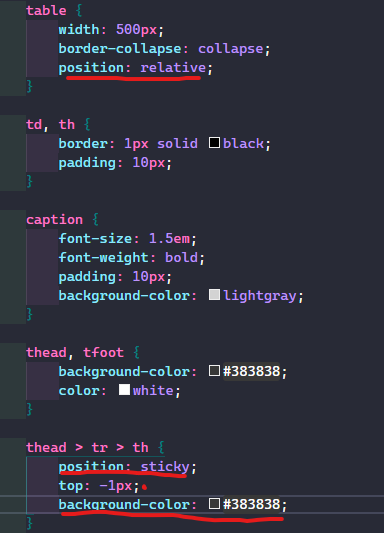 table {
width: 500px;
border-collapse: collapse;
position: relative;
}
td, th {
border: 1px solid black;
padding: 10px;
}
caption {
font-size: 1.5em;
font-weight: bold;
padding: 10px;
background-color: lightgray;
}
thead, tfoot {
background-color: #383838;
color: white;
}
thead > tr > th {
position: sticky;
top: -1px;
background-color: #383838;
}